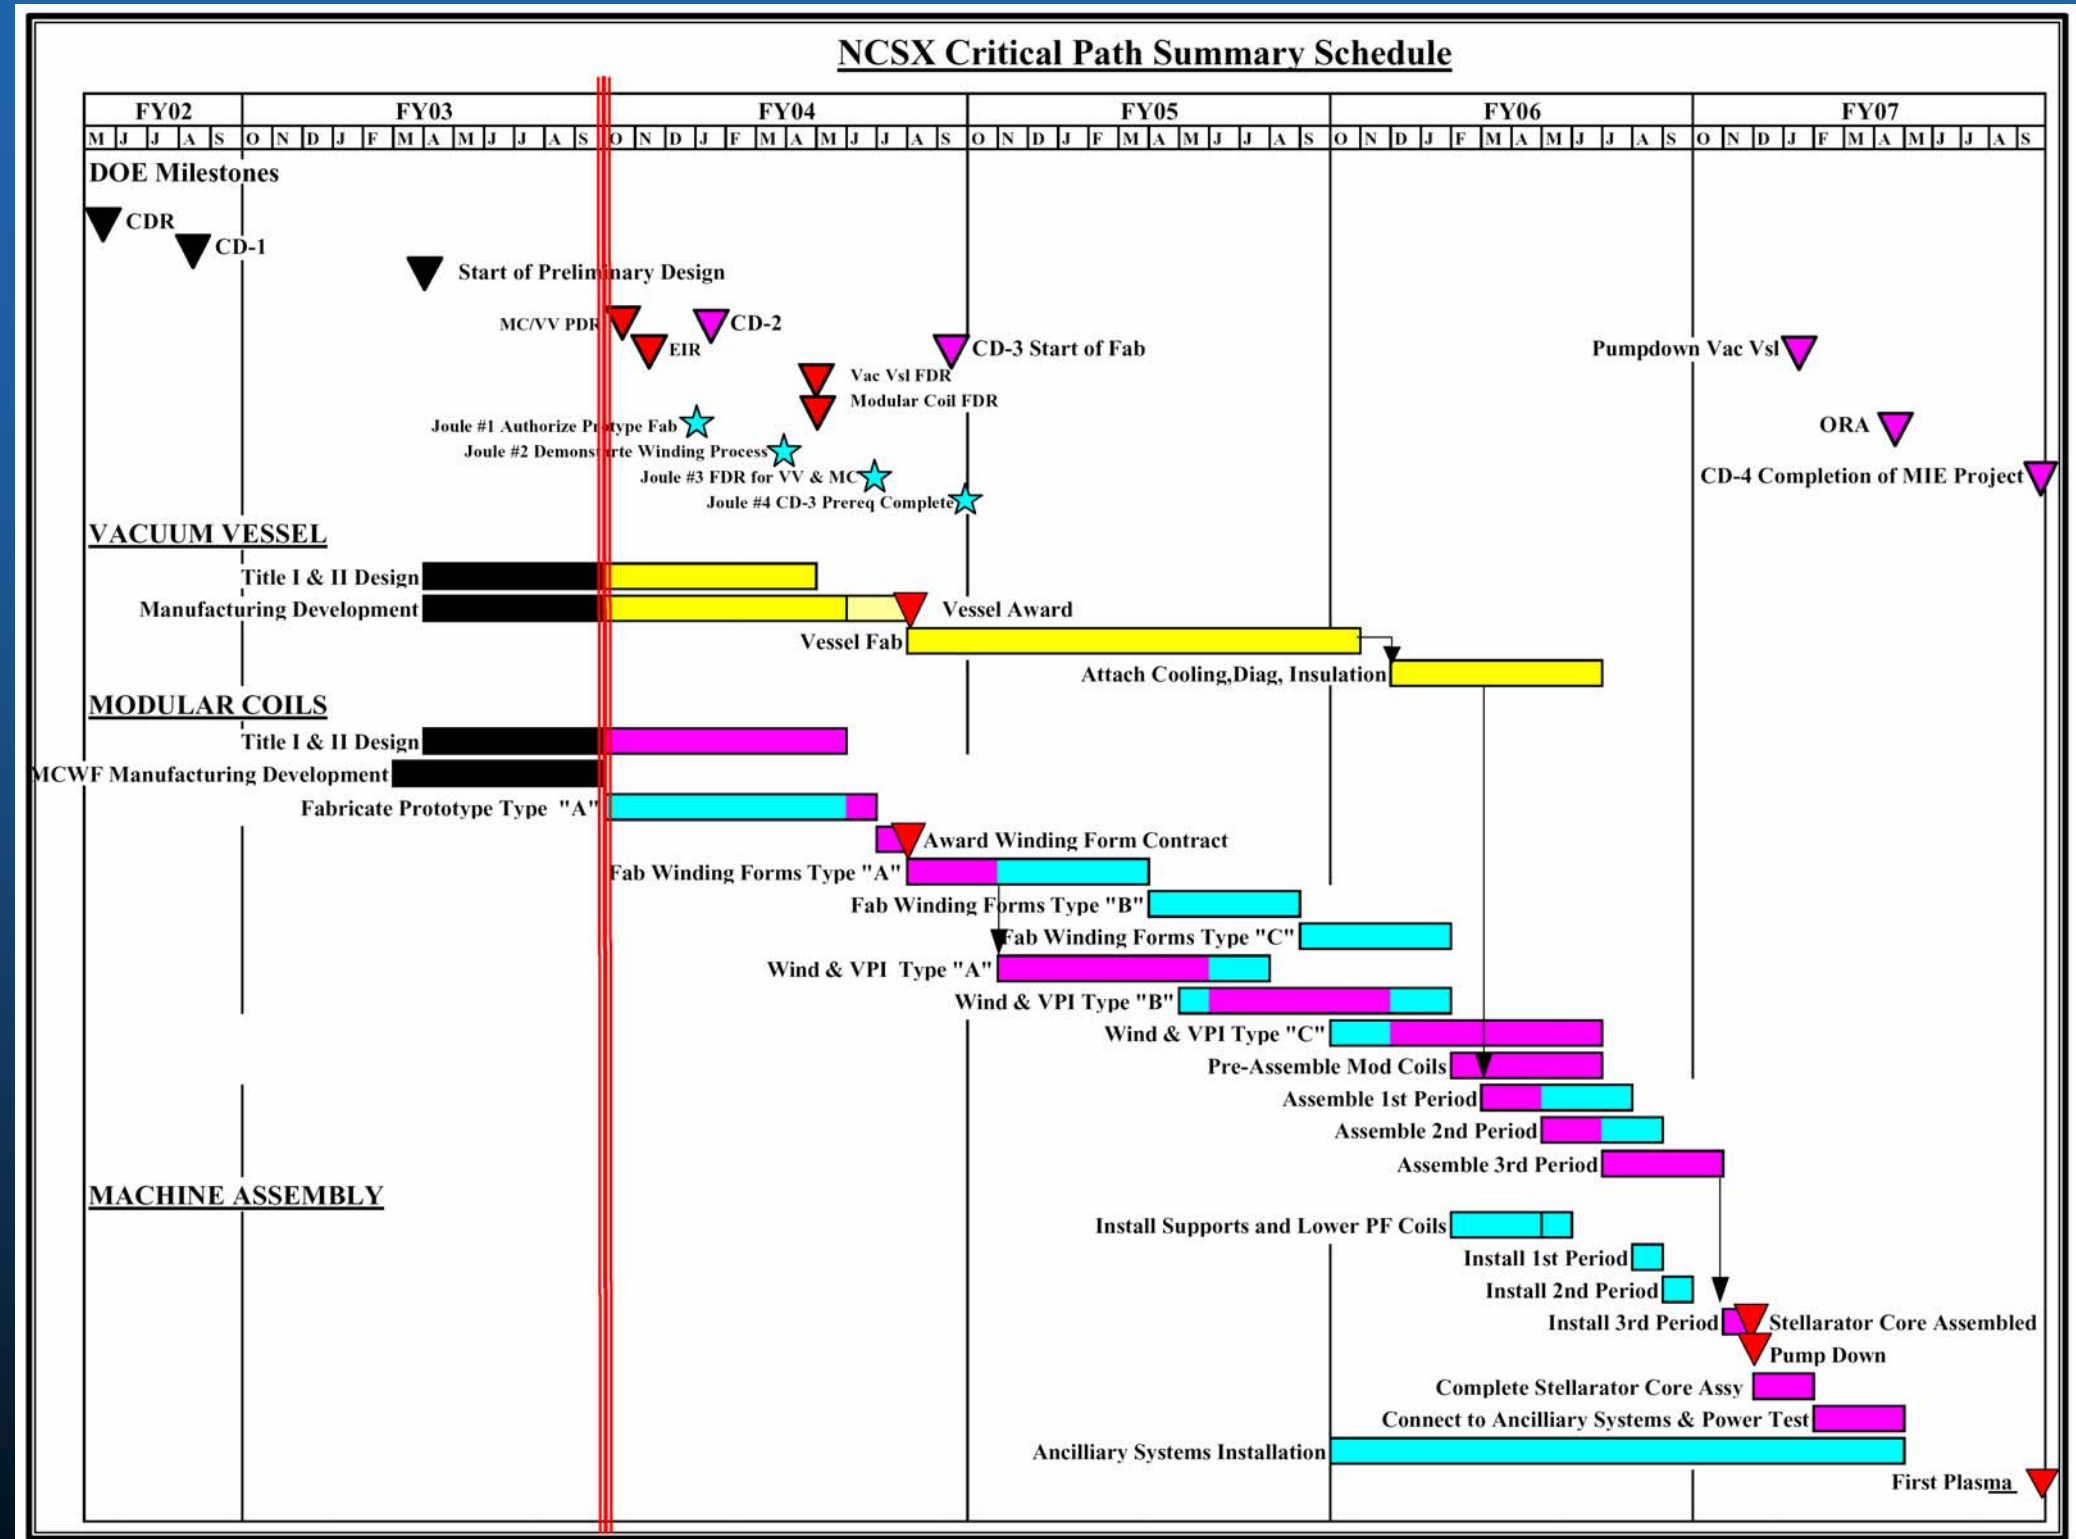 NCSX Critical Path Summary Schedule
FY02 FY03 FY04 FY05 FY06 FY07
M J J A S O N D J F M A M J J A S O N D J F M A M J J A S O N D J F M A M J J A S O N D J F M A M J J A S O N D J F M A M J J A S
DOE Milestones
CDR
CD-1
Start of Preliminary Design
MC/VV PDR
CD-2
EIR
CD-3 Start of Fab
Pumpdown Vac Vsl
Vac Vsl FDR
Modular Coil FDR
Joule #1 Authorize Protype Fab
ORA
Joule #2 Demonstarte Winding Process
Joule #3 FDR for VV & MC
CD-4 Completion of MIE Project
Joule #4 CD-3 Prereq Complete
VACUUM VESSEL
Title I & II Design
Manufacturing Development
Vessel Award
Vessel Fab
Attach Cooling,Diag, Insulation
MODULAR COILS
Title I & II Design
MCWF Manufacturing Development
Fabricate Prototype Type "A"
Award Winding Form Contract
Fab Winding Forms Type "A"
Fab Winding Forms Type "B"
Fab Winding Forms Type "C"
Wind & VPI Type "A"
Wind & VPI Type "B"
Wind & VPI Type "C"
Pre-Assemble Mod Coils
Assemble 1st Period
Assemble 2nd Period
Assemble 3rd Period
MACHINE ASSEMBLY
Install Supports and Lower PF Coils
Install 1st Period
Install 2nd Period
Install 3rd Period
Stellarator Core Assembled
Pump Down
Complete Stellarator Core Assy
Connect to Ancilliary Systems & Power Test
Ancilliary Systems Installation
First Plasma